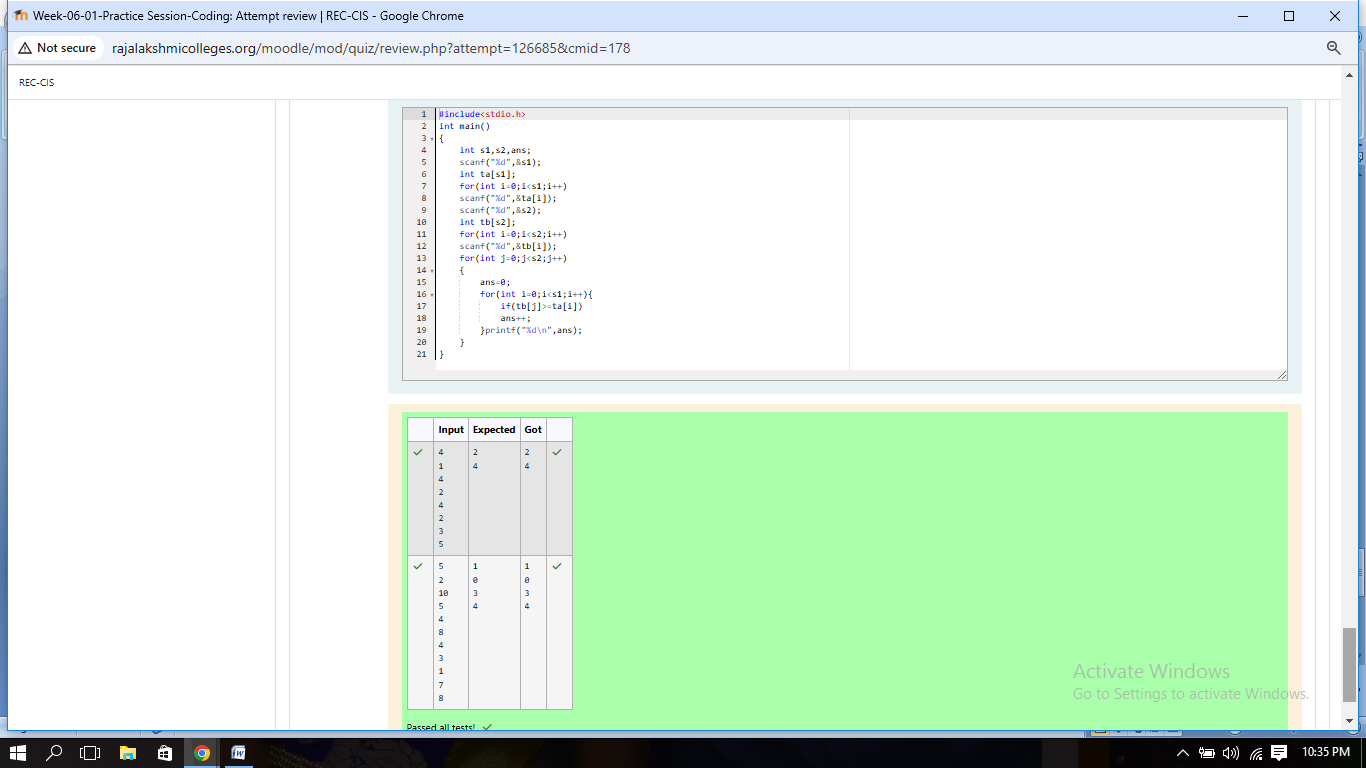 Week-06-01-Practice Session-Coding: Attempt review | REC-CIS - Google Chrome
Not secure rajalakshmicolleges.org/moodle/mod/quiz/review.php?attempt=126685&cmid=178
REC-CIS
1 #include<stdio.h>
2 int main()
3 {
4 int s1,s2,ans;
5 scanf("%d",&s1);
6 int ta[s1];
7 for(int i=0;i<s1;i++)
8 scanf("%d",&ta[i]);
9 scanf("%d",&s2);
10 int tb[s2];
11 for(int i=0;i<s2;i++)
12 scanf("%d",&tb[i]);
13 for(int j=0;j<s2;j++)
14 {
15 ans=0;
16 for(int i=0;i<s1;i++){
17 if(tb[j]>=ta[i])
18 ans++;
19 }printf("%d\n",ans);
20 }
21 }
Input Expected Got
4 2 2
1 4 4
4
2
4
2
3
5
5 1 1
2 0 0
10 3 3
5 4 4
4
8
4
3
1
7
8
Passed all tests!
Activate Windows
Go to Settings to activate Windows.
10:35 PM